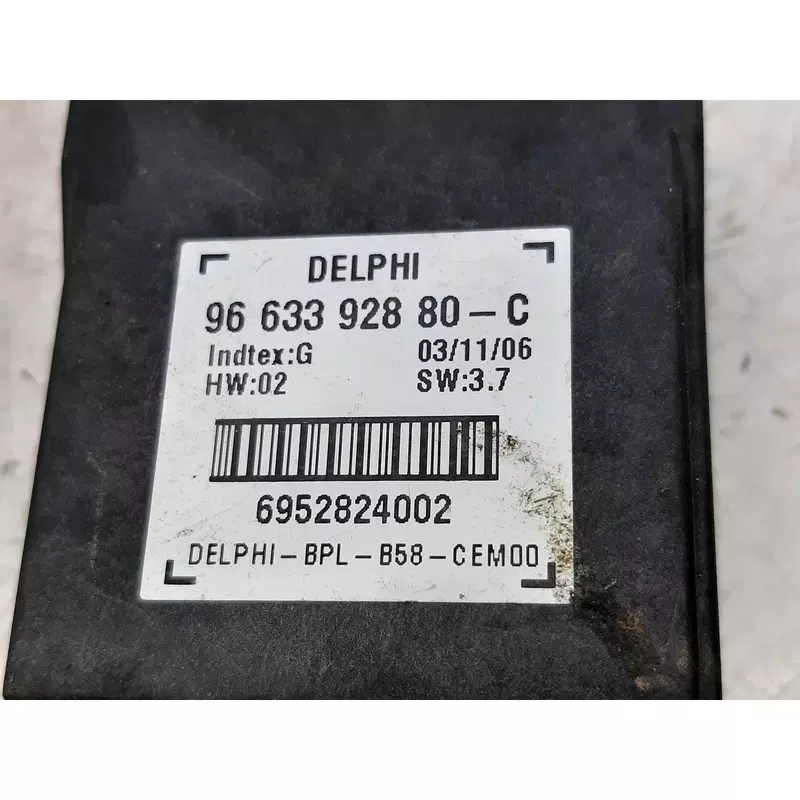 DELPHI
96 633 928 80-C
Indtex:G 03/11/06
HW:02 SW:3.7
6952824002
DELPHI-BPL-B58-CEM00